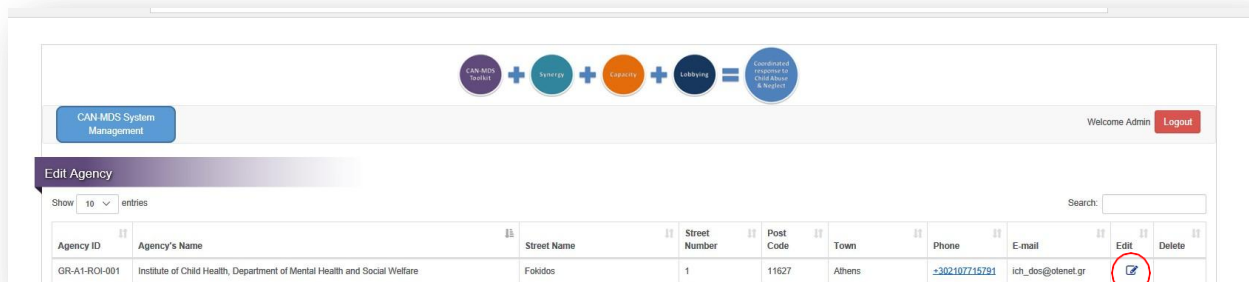 CAN-MDS
Toolkit
Synergy
Capacity
Lobbying
Coordinated
response to
Child Abuse
& Neglect
CAN-MDS System
Management
Welcome Admin Logout
Edit Agency
Show 10 entries Search:
Agency ID Agency's Name Street Name Street Number Post Code Town Phone E-mail Edit Delete
GR-A1-ROI-001 Institute of Child Health, Department of Mental Health and Social Welfare Fokidos 1 11627 Athens +302107715791 ich_dos@otenet.gr